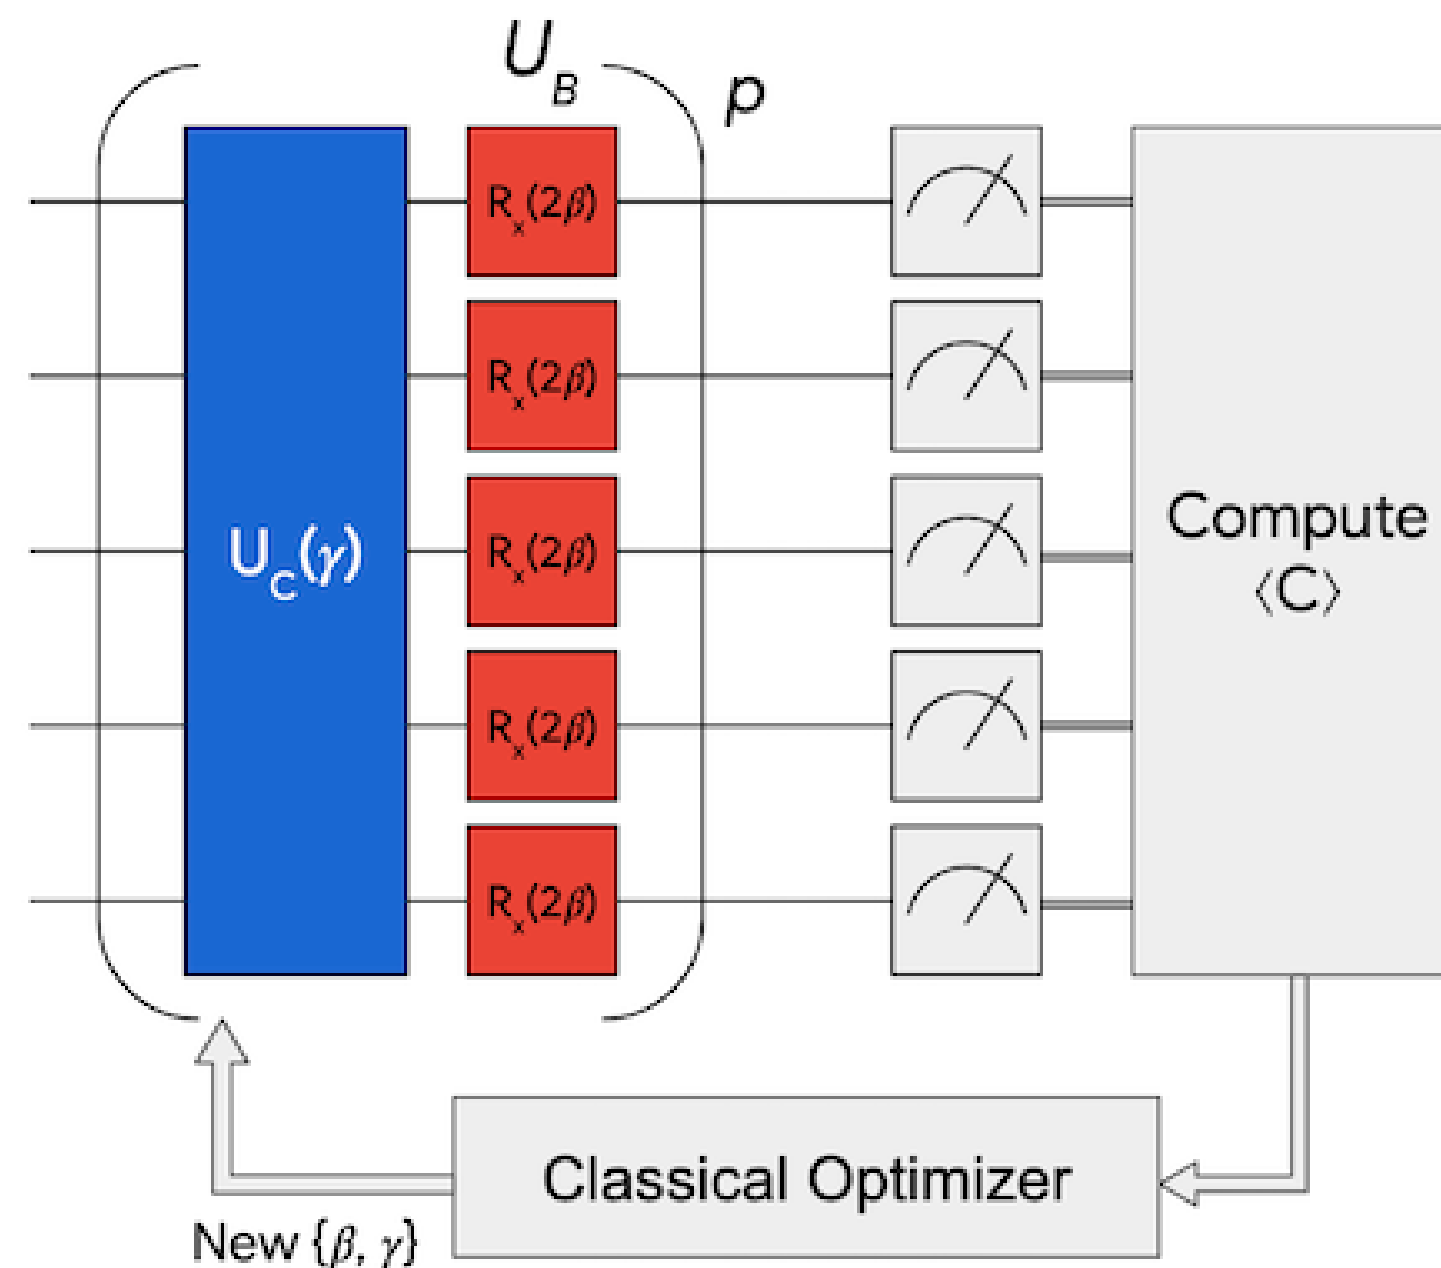 U_B
p
U_C(γ)
R_x(2β)
R_x(2β)
R_x(2β)
R_x(2β)
R_x(2β)
Compute
⟨C⟩
Classical Optimizer
New {β, γ}